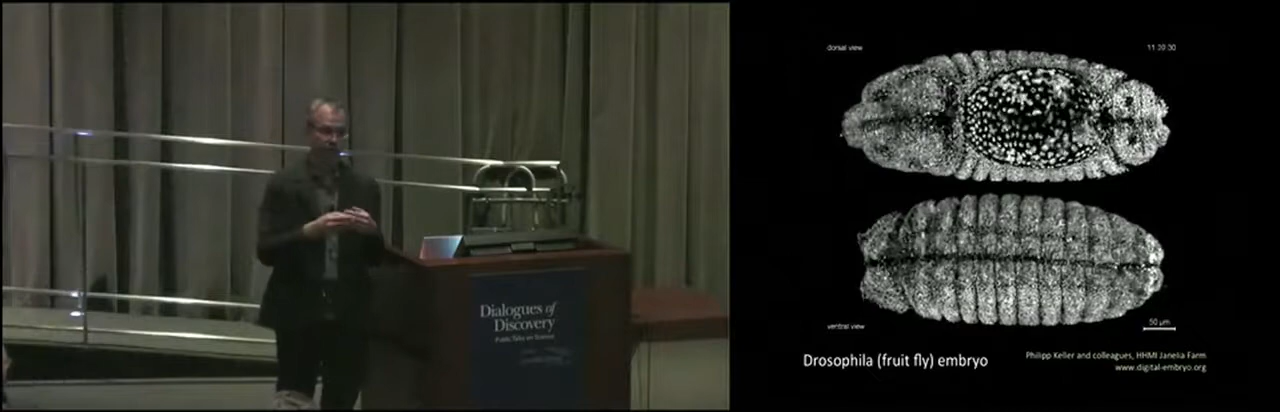 Dialogues of
Discovery
Public Talks on Science
dorsal view
11:39:30
ventral view
50 µm
Drosophila (fruit fly) embryo
Philipp Keller and colleagues, HHMI Janelia Farm
www.digital-embryo.org